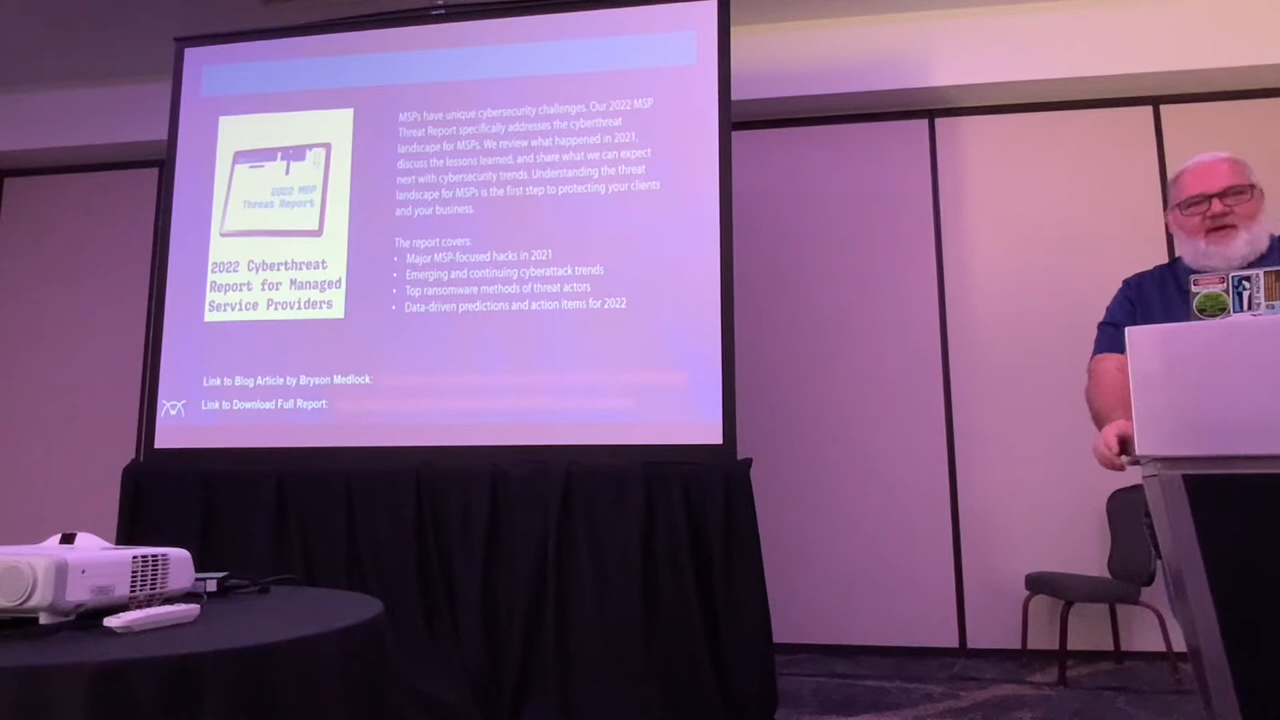 2022 MSP
Threat Report
2022 Cyberthreat
Report for Managed
Service Providers
MSPs have unique cybersecurity challenges. Our 2022 MSP
Threat Report specifically addresses the cyberthreat
landscape for MSPs. We review what happened in 2021,
discuss the lessons learned, and share what we can expect
next with cybersecurity trends. Understanding the threat
landscape for MSPs is the first step to protecting your clients
and your business.
The report covers:
• Major MSP-focused hacks in 2021
• Emerging and continuing cyberattack trends
• Top ransomware methods of threat actors
• Data-driven predictions and action items for 2022
Link to Blog Article by Bryson Medlock:
Link to Download Full Report: